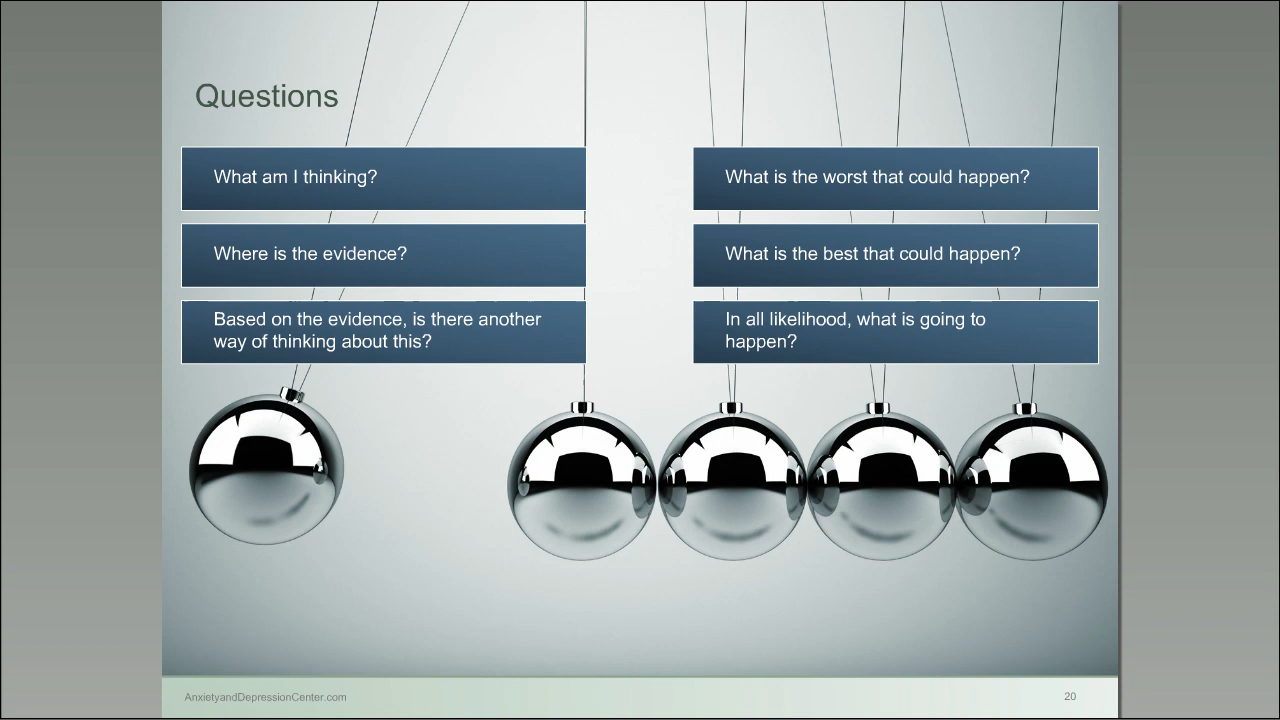 Questions
What am I thinking?
Where is the evidence?
Based on the evidence, is there another
way of thinking about this?
What is the worst that could happen?
What is the best that could happen?
In all likelihood, what is going to
happen?
AnxietyandDepressionCenter.com
20